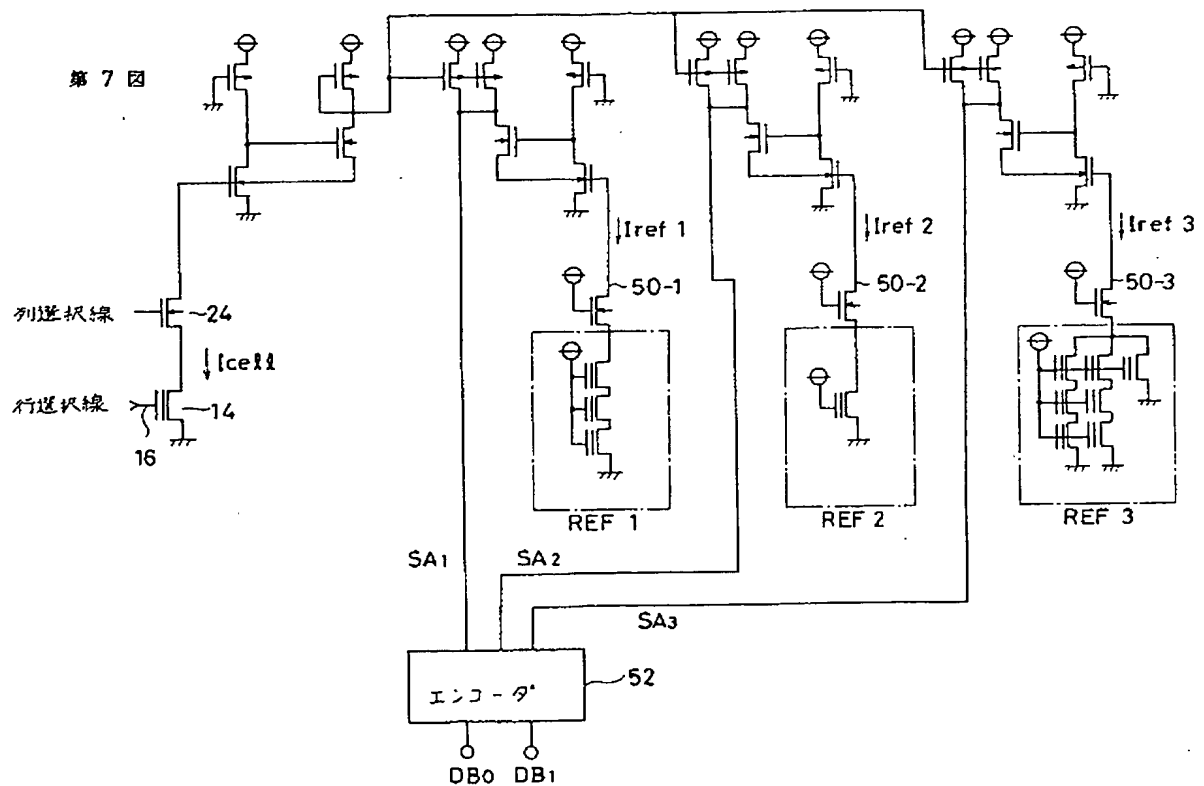 第 7 図
Iref 1
Iref 2
Iref 3
50-1
50-2
50-3
列選択線
24
Icell
行選択線
14
16
REF 1
REF 2
REF 3
SA1
SA2
SA3
エンコーダ
52
DB0
DB1